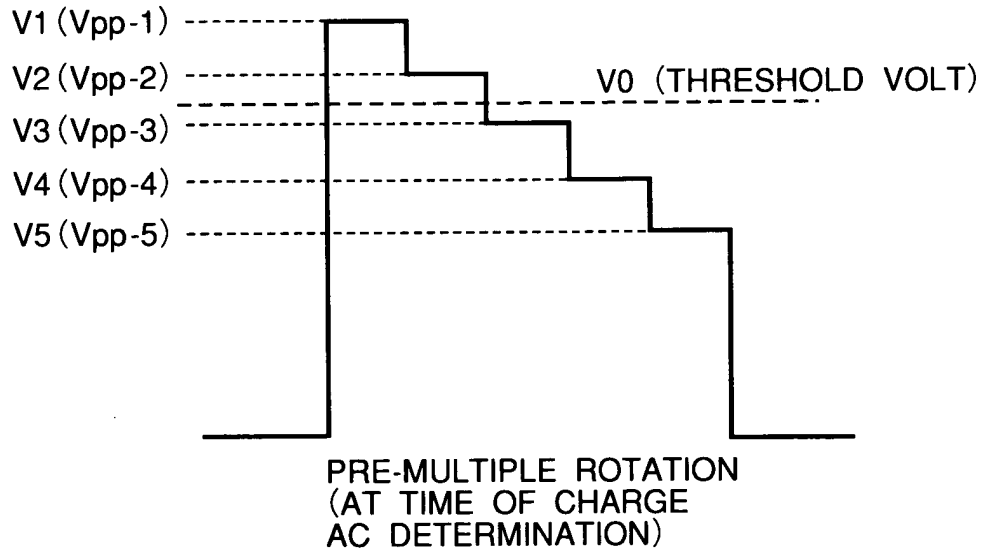 V1 (Vpp-1)
V2 (Vpp-2)
V0 (THRESHOLD VOLT)
V3 (Vpp-3)
V4 (Vpp-4)
V5 (Vpp-5)
PRE-MULTIPLE ROTATION
(AT TIME OF CHARGE
AC DETERMINATION)